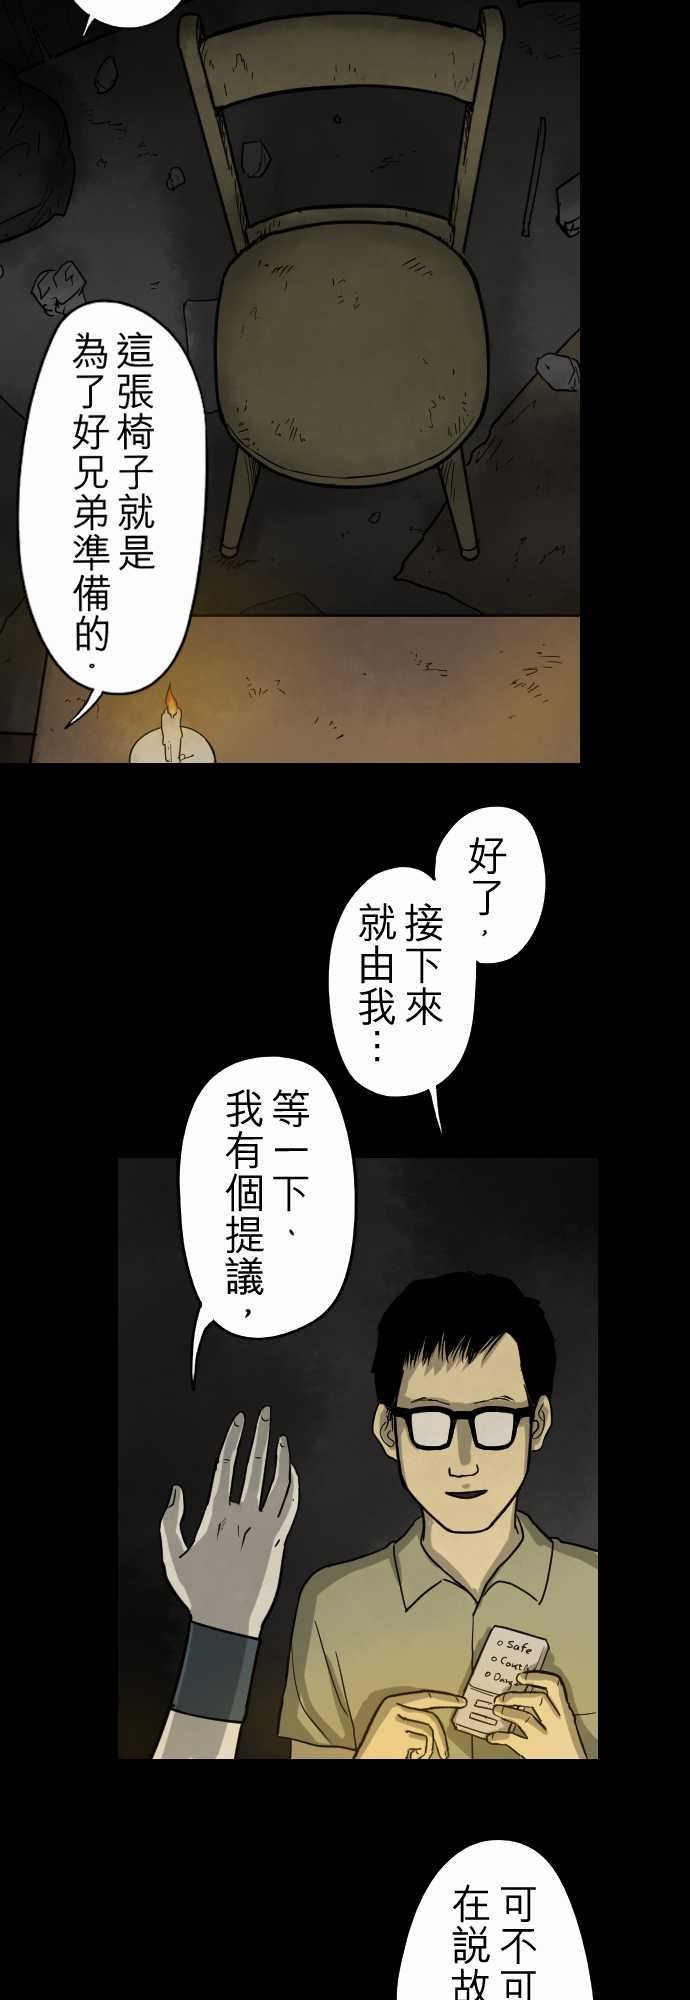 這張椅子就是
為了好兄弟準備的.
好了,
接下來
就由我…
等一下、
我有個提議,
Safe
可不可
在説故